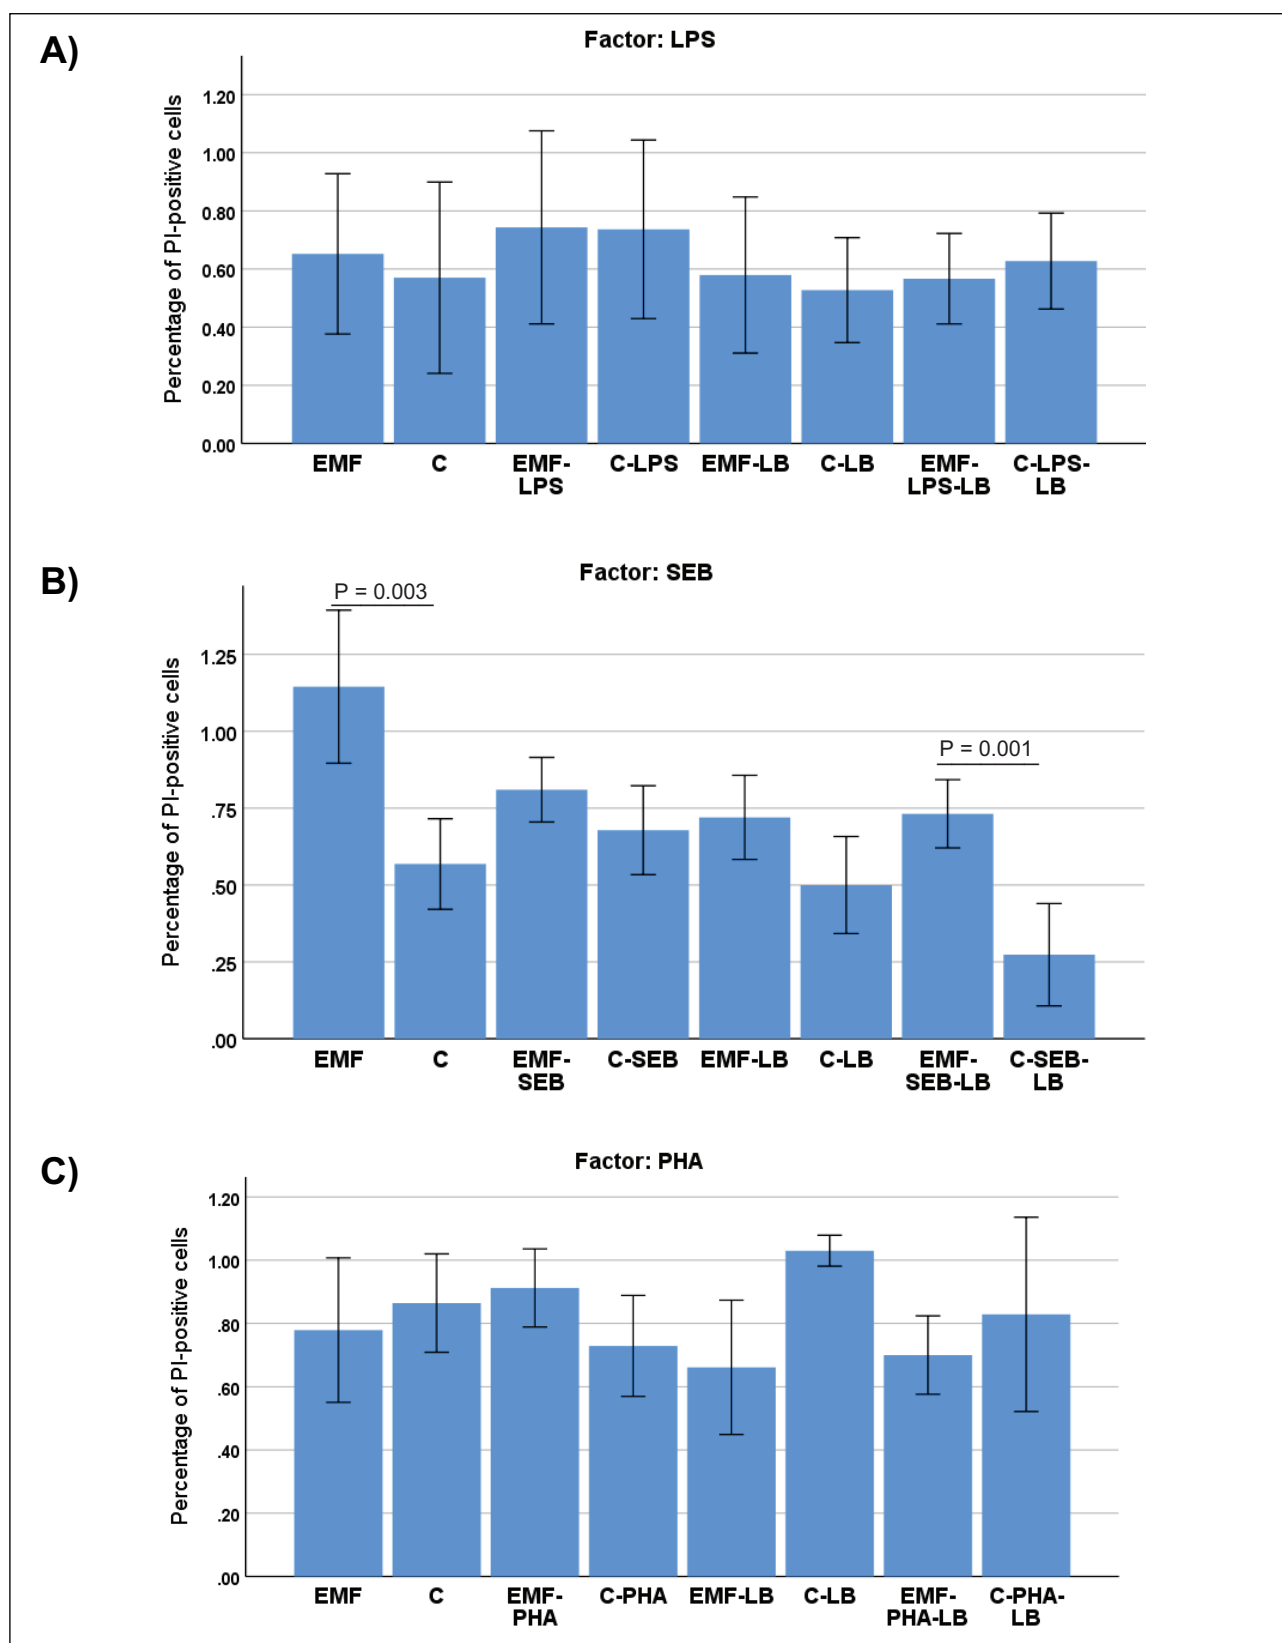 A)
Factor: LPS
Percentage of PI-positive cells
1.20
1.00
0.80
0.60
0.40
0.20
0.00
EMF C EMF- C-LPS EMF-LB C-LB EMF- C-LPS-
LPS LPS-LB LB
B)
Factor: SEB
P = 0.003
Percentage of PI-positive cells
1.25
1.00
P = 0.001
.75
.50
.25
.00
EMF C EMF- C-SEB EMF-LB C-LB EMF- C-SEB-
SEB SEB-LB LB
C)
Factor: PHA
Percentage of PI-positive cells
1.20
1.00
.80
.60
.40
.20
.00
EMF C EMF- C-PHA EMF-LB C-LB EMF- C-PHA-
PHA PHA-LB LB